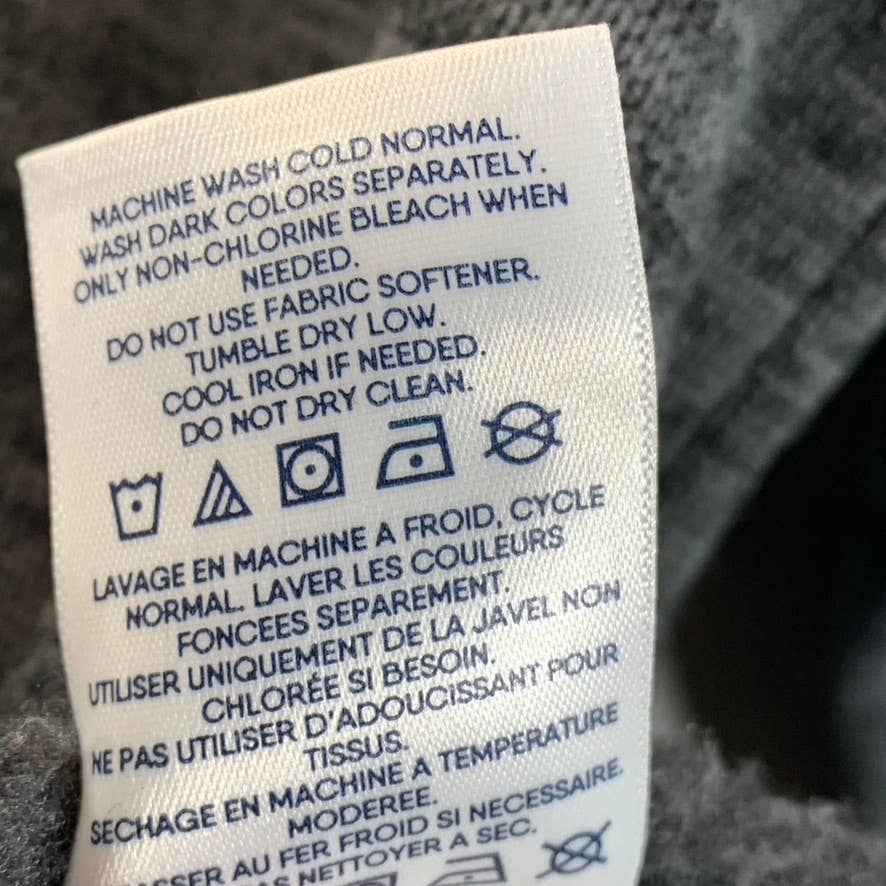 MACHINE WASH COLD NORMAL.
WASH DARK COLORS SEPARATELY.
ONLY NON-CHLORINE BLEACH WHEN
NEEDED.
DO NOT USE FABRIC SOFTENER.
TUMBLE DRY LOW.
COOL IRON IF NEEDED.
DO NOT DRY CLEAN.
LAVAGE EN MACHINE A FROID, CYCLE
NORMAL. LAVER LES COULEURS
FONCEES SEPAREMENT.
UTILISER UNIQUEMENT DE LA JAVEL NON
CHLORÉE SI BESOIN.
NE PAS UTILISER D'ADOUCISSANT POUR
TISSUS.
SECHAGE EN MACHINE A TEMPERATURE
MODEREE.
AU FER FROID SI NECESSAIRE.
NETTOYER A SEC.